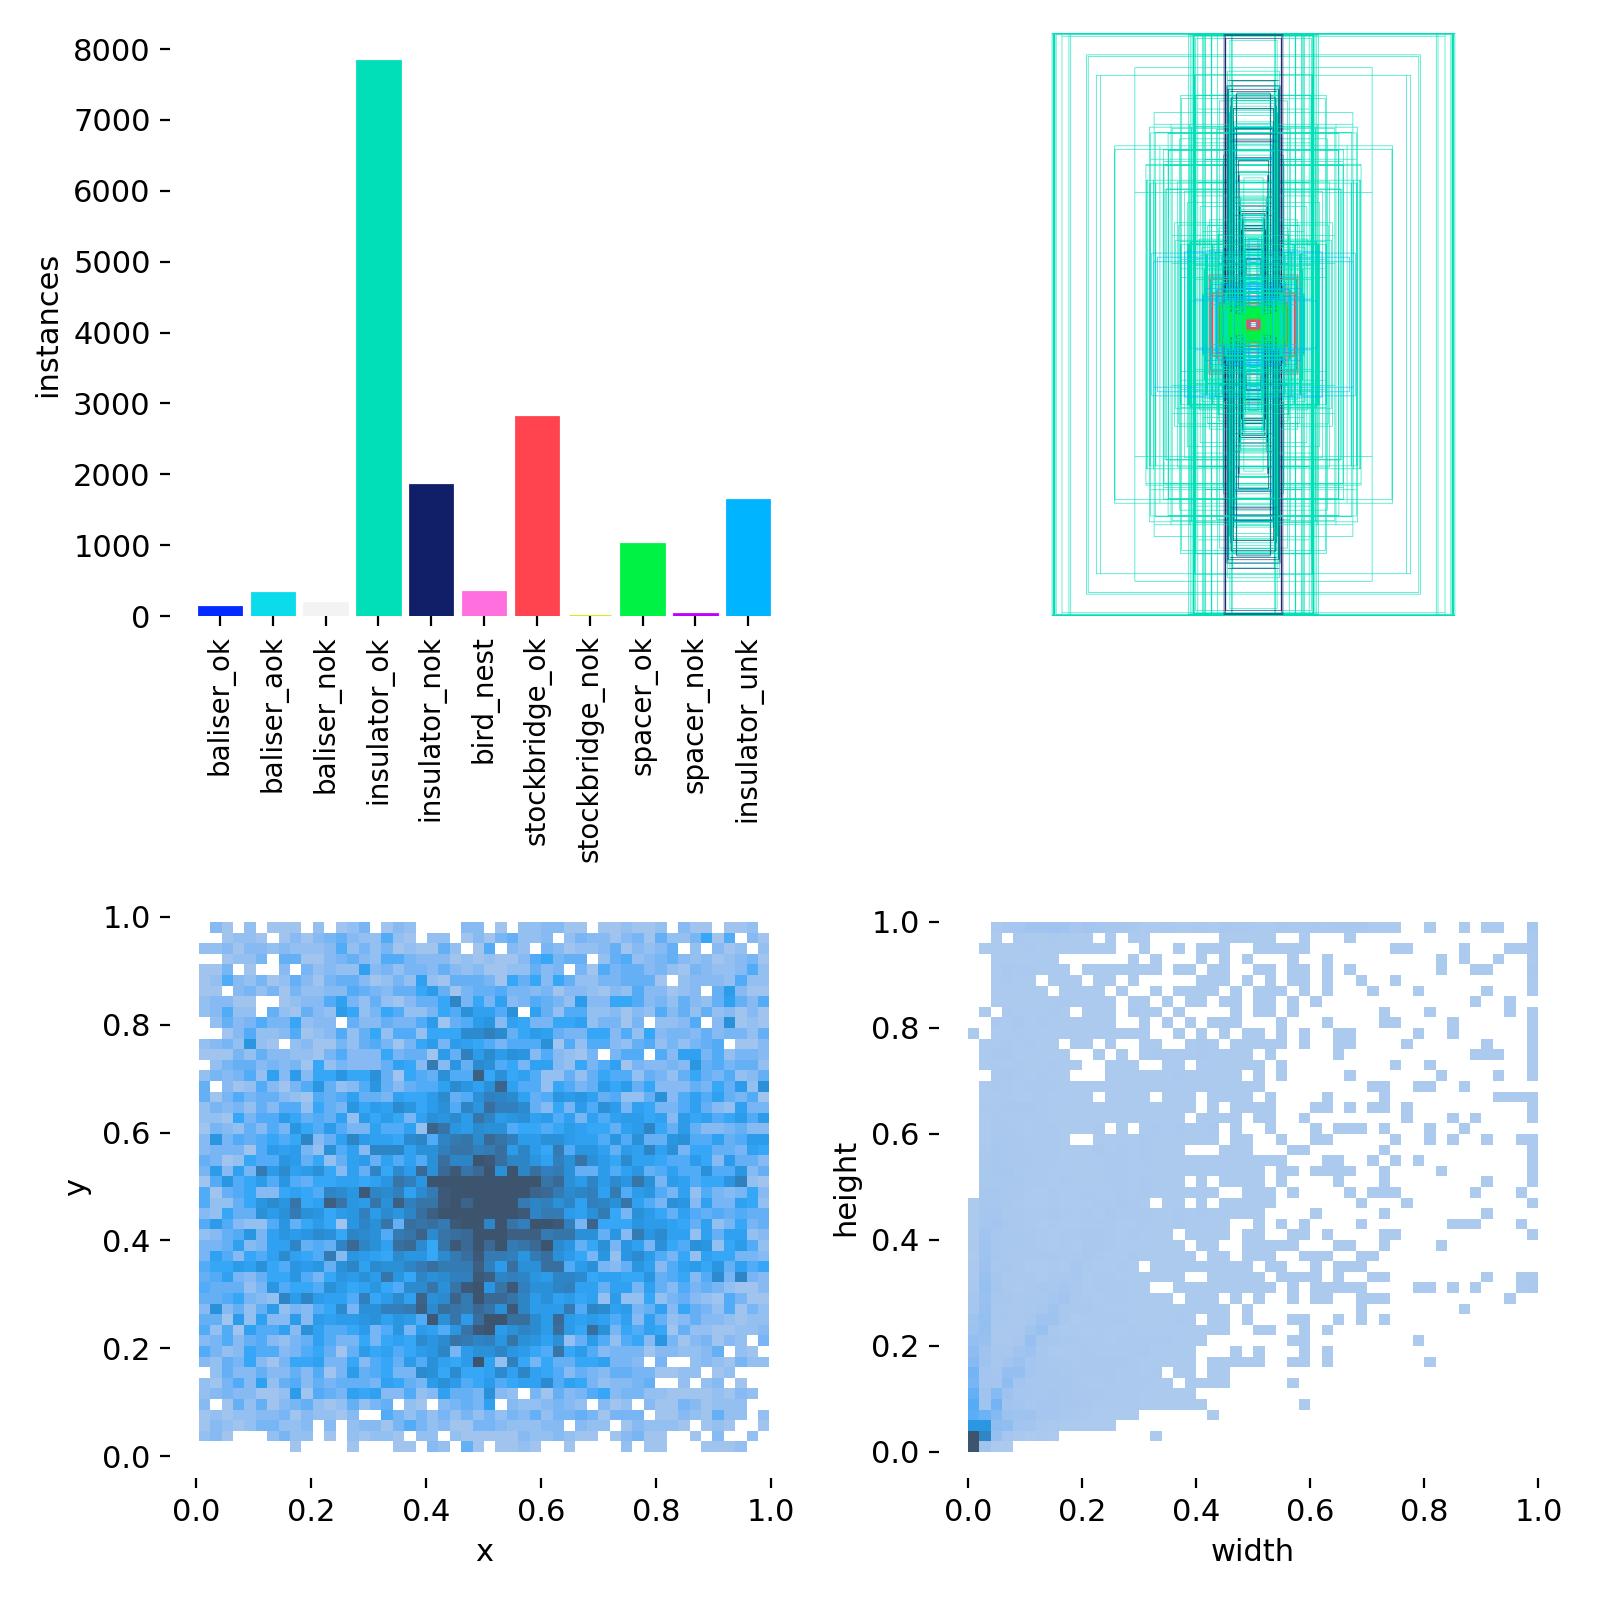 8000
7000
6000
5000
4000
3000
2000
1000
0
instances
baliser_ok
baliser_aok
baliser_nok
insulator_ok
insulator_nok
bird_nest
stockbridge_ok
stockbridge_nok
spacer_ok
spacer_nok
insulator_unk
1.0
0.8
0.6
0.4
0.2
0.0
y
0.0 0.2 0.4 0.6 0.8 1.0
x
1.0
0.8
0.6
0.4
0.2
0.0
height
0.0 0.2 0.4 0.6 0.8 1.0
width